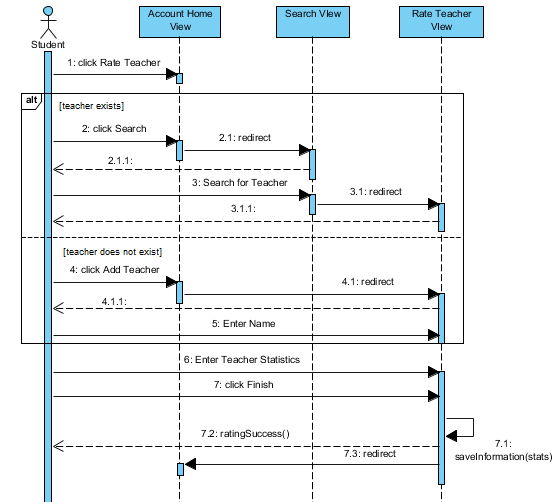 Student
Account Home
View
Search View
Rate Teacher
View
1: click Rate Teacher
alt
[teacher exists]
2: click Search
2.1: redirect
2.1.1:
3: Search for Teacher
3.1: redirect
3.1.1:
[teacher does not exist]
4: click Add Teacher
4.1: redirect
4.1.1:
5: Enter Name
6: Enter Teacher Statistics
7: click Finish
7.1:
saveInformation(stats)
7.2: ratingSuccess()
7.3: redirect